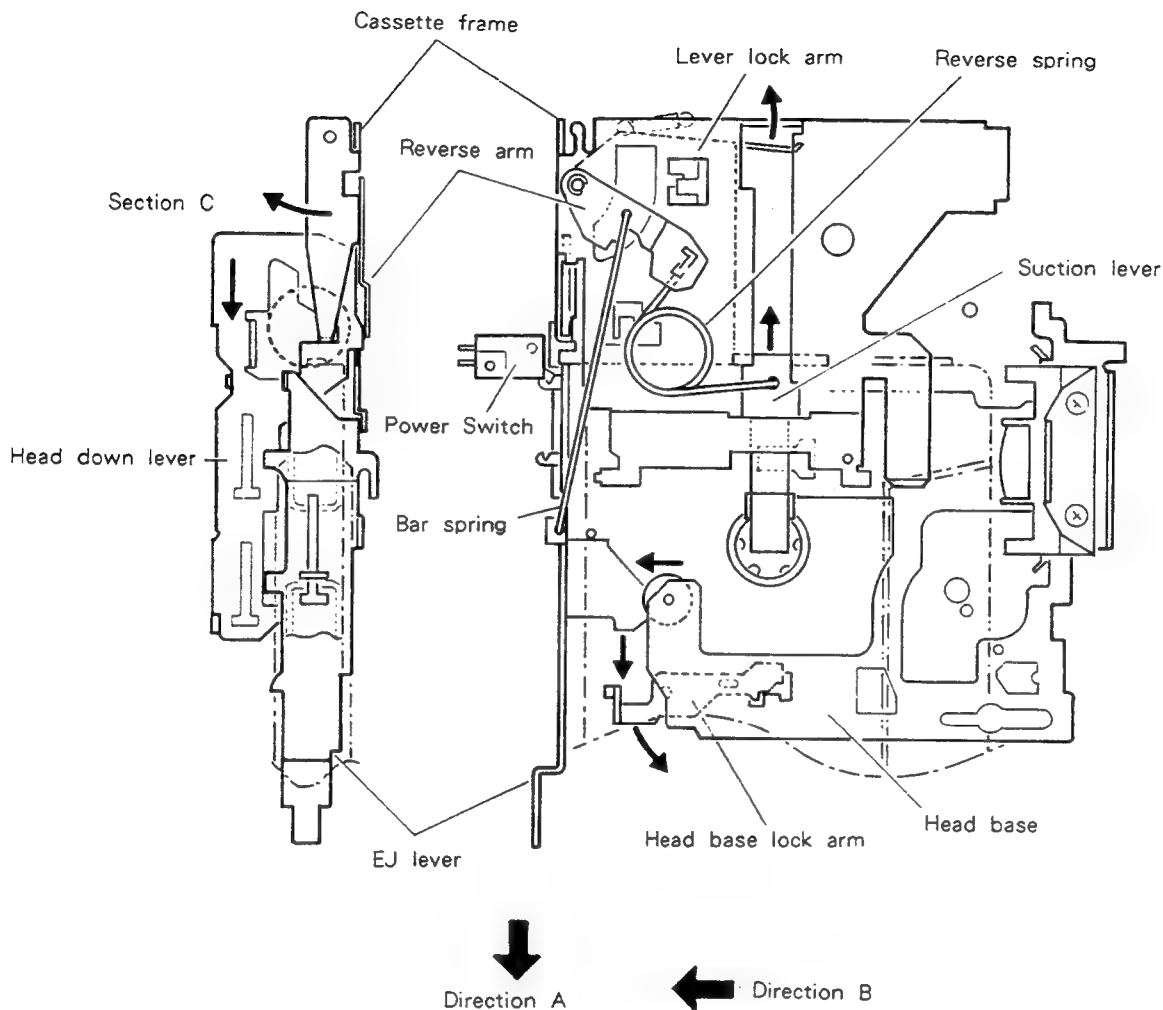 Cassette frame
Lever lock arm
Reverse spring
Reverse arm
Section C
Suction lever
Power Switch
Head down lever
Bar spring
Head base lock arm
Head base
EJ lever
Direction A
Direction B